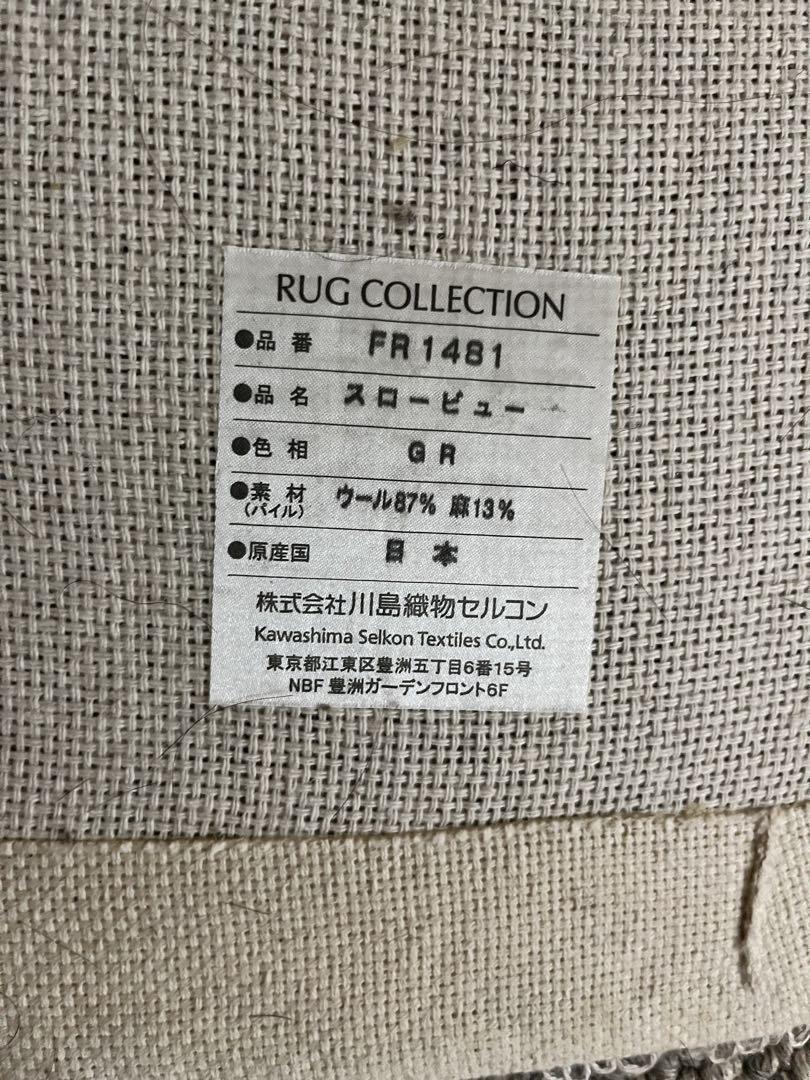 RUG COLLECTION
●品番 FR1481
●品名 スロービュー
●色相 GR
●素材 ウール87% 麻13%
(パイル)
●原産国 日本
株式会社川島織物セルコン
Kawashima Selkon Textiles Co.,Ltd.
東京都江東区豊洲五丁目6番15号
NBF 豊洲ガーデンフロント6F